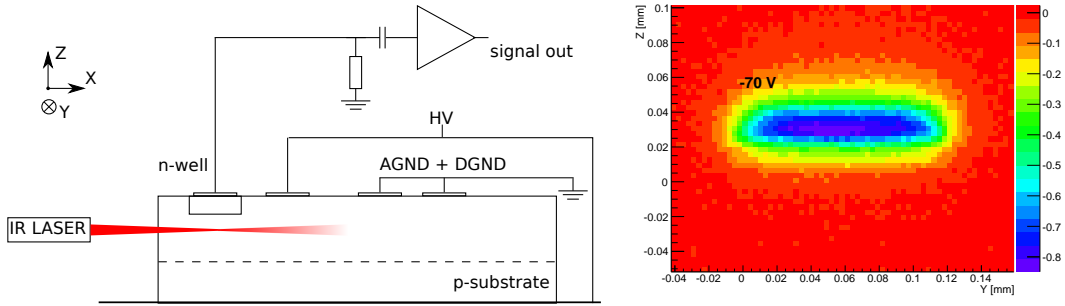 Z
X
Y
signal out
HV
n-well
AGND + DGND
IR LASER
p-substrate
Z [mm]
0.1
0.08
0.06
0.04
0.02
0
-0.02
-0.04
-70 V
-0.04
-0.02
0
0.02
0.04
0.06
0.08
0.1
0.12
0.14
Y [mm]
0
-0.1
-0.2
-0.3
-0.4
-0.5
-0.6
-0.7
-0.8